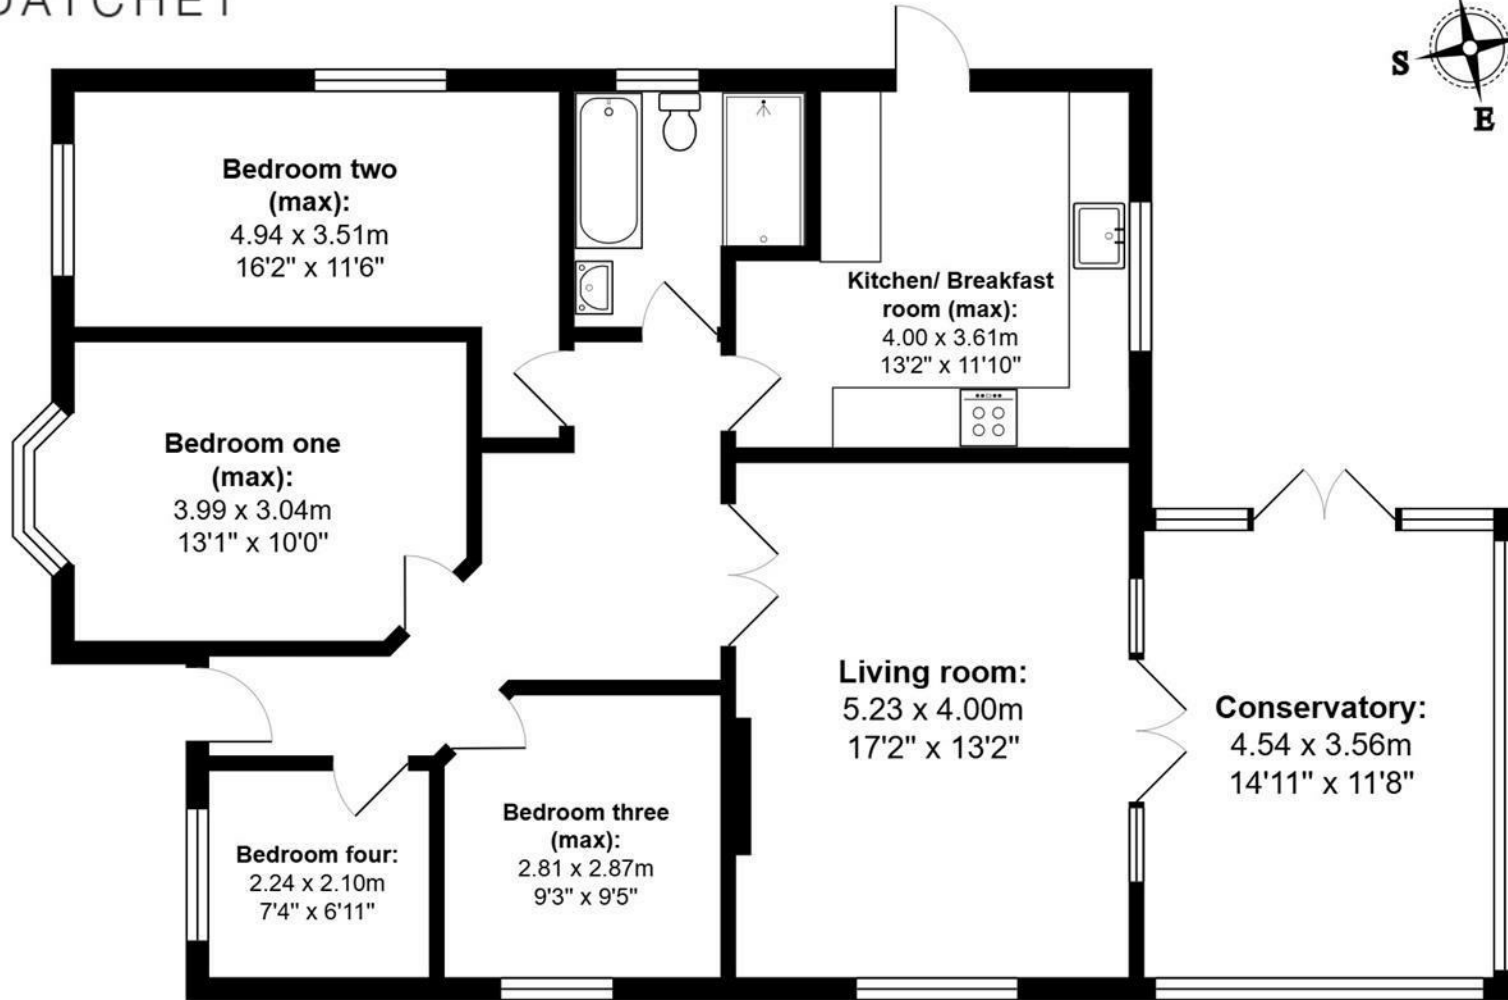 DATCHET
S
E
Bedroom two
(max):
4.94 x 3.51m
16'2" x 11'6"
Kitchen/ Breakfast
room (max):
4.00 x 3.61m
13'2" x 11'10"
Bedroom one
(max):
3.99 x 3.04m
13'1" x 10'0"
Living room:
5.23 x 4.00m
17'2" x 13'2"
Conservatory:
4.54 x 3.56m
14'11" x 11'8"
Bedroom three
(max):
2.81 x 2.87m
9'3" x 9'5"
Bedroom four:
2.24 x 2.10m
7'4" x 6'11"